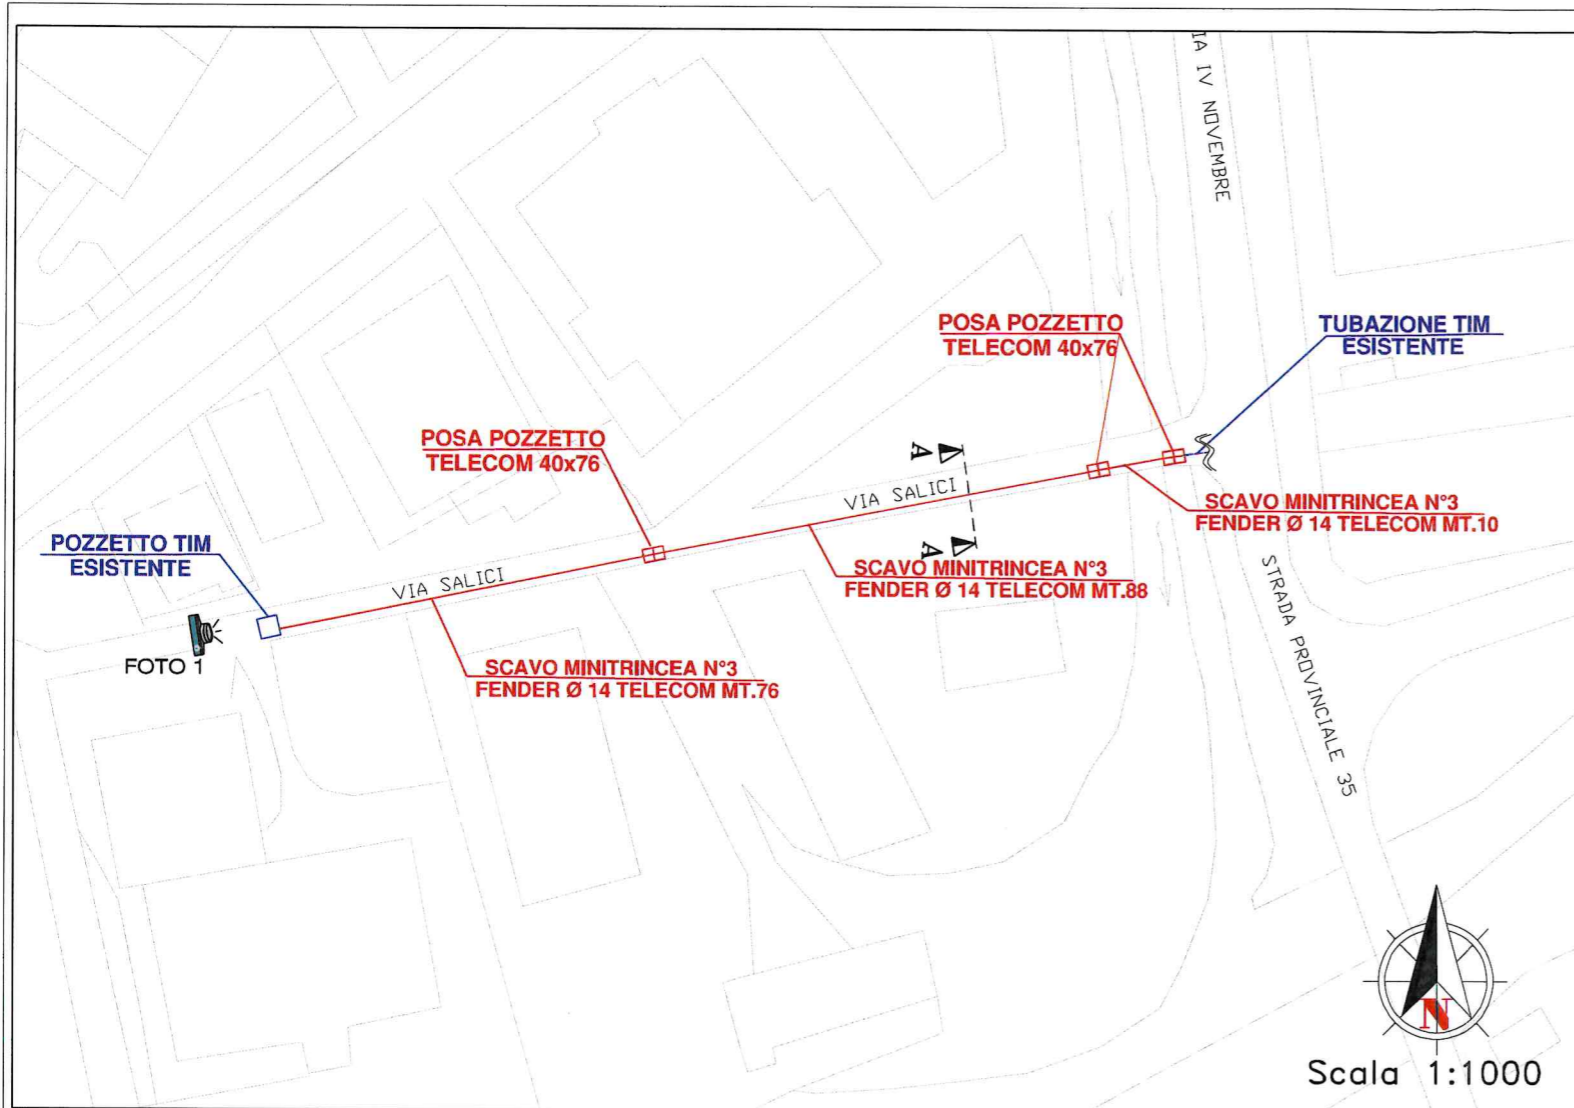 IA IV NOVEMBRE
POSA POZZETTO
TELECOM 40x76
TUBAZIONE TIM
ESISTENTE
POSA POZZETTO
TELECOM 40x76
A
VIA SALICI
SCAVO MINITRINCEA N°3
FENDER Ø 14 TELECOM MT.10
POZZETTO TIM
ESISTENTE
A
SCAVO MINITRINCEA N°3
FENDER Ø 14 TELECOM MT.88
VIA SALICI
STRADA PROVINCIALE 35
FOTO 1
SCAVO MINITRINCEA N°3
FENDER Ø 14 TELECOM MT.76
N
Scala 1:1000